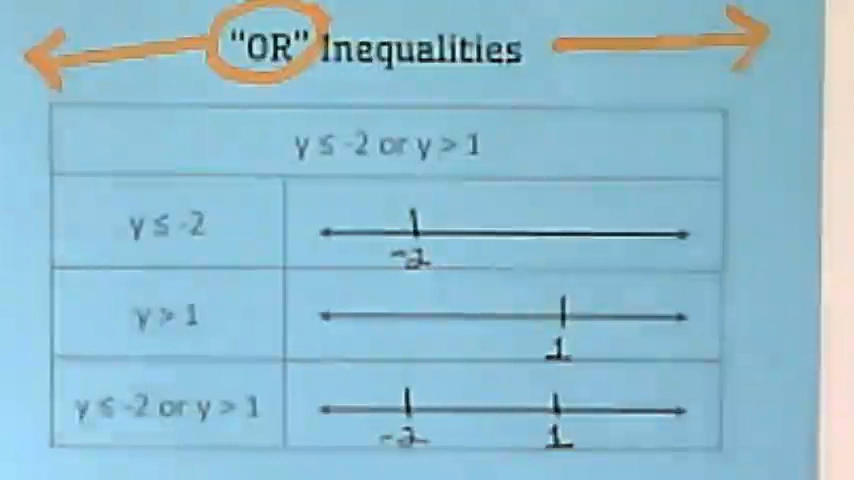 "OR" Inequalities
y ≤ -2 or y > 1
y ≤ -2
-2
y > 1
1
y ≤ -2 or y > 1
-2 1